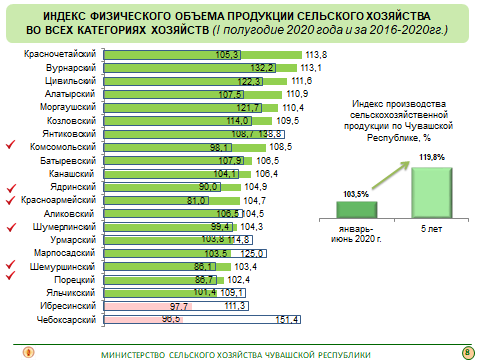 ИНДЕКС ФИЗИЧЕСКОГО ОБЪЕМА ПРОДУКЦИИ СЕЛЬСКОГО ХОЗЯЙСТВА
ВО ВСЕХ КАТЕГОРИЯХ ХОЗЯЙСТВ (I полугодие 2020 года и за 2016-2020гг.)
Красночетайский 105,3 113,8
Вурнарский 132,2 113,1
Цивильский 122,3 111,6
Алатырский 107,5 110,9
Моргаушский 121,7 110,4
Козловский 114,0 109,5
Янтиковский 108,7 138,8
Комсомольский 98,1 108,5
Батыревский 107,9 106,5
Канашский 104,1 106,4
Ядринский 90,0 104,9
Красноармейский 81,0 104,7
Аликовский 106,5 104,5
Шумерлинский 99,4 104,3
Урмарский 103,8 114,8
Марпосадский 103,5 125,0
Шемуршинский 86,1 103,4
Порецкий 86,7 102,4
Яльчикский 101,4 109,1
Ибресинский 97,7 111,3
Чебоксарский 96,5 151,4
Индекс производства
сельскохозяйственной
продукции по Чувашской
Республике, %
119,8%
103,5%
январь-
июнь 2020 г.
5 лет
МИНИСТЕРСТВО СЕЛЬСКОГО ХОЗЯЙСТВА ЧУВАШСКОЙ РЕСПУБЛИКИ
8